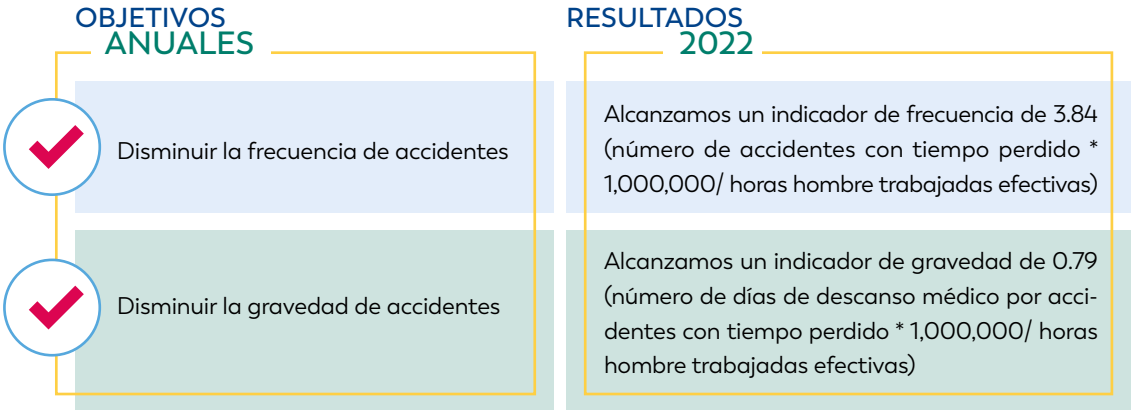 OBJETIVOS
ANUALES
RESULTADOS
2022
Disminuir la frecuencia de accidentes
Alcanzamos un indicador de frecuencia de 3.84
(número de accidentes con tiempo perdido *
1,000,000/ horas hombre trabajadas efectivas)
Disminuir la gravedad de accidentes
Alcanzamos un indicador de gravedad de 0.79
(número de días de descanso médico por acci-
dentes con tiempo perdido * 1,000,000/ horas
hombre trabajadas efectivas)